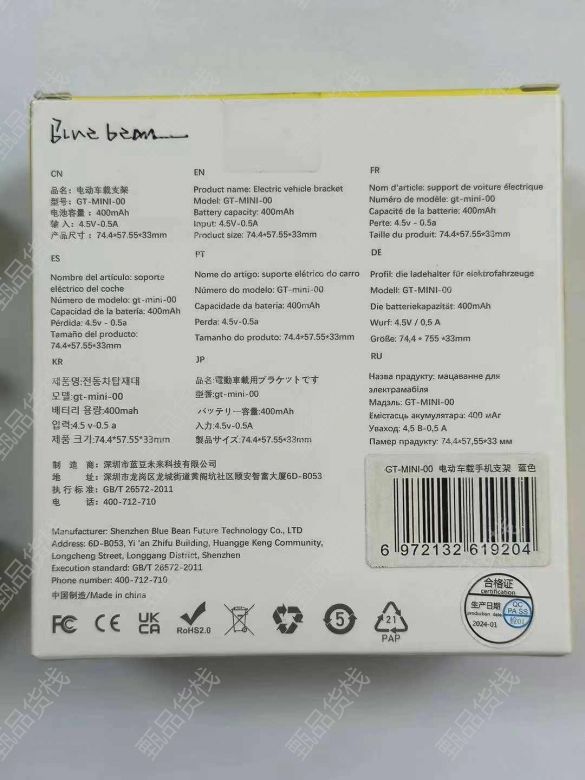 Blue bean
CN
品名：电动车载支架
型号：GT-MINI-00
电池容量：400mAh
输 入：4.5V-0.5A
产品尺寸：74.4*57.55*33mm
EN
Product name: Electric vehicle bracket
Model: GT-MINI-00
Battery capacity: 400mAh
Input: 4.5V-0.5A
Product size: 74.4*57.55*33mm
FR
Nom d'article: support de voiture électrique
Numéro de modèle: gt-mini-00
Capacité de la batterie: 400mAh
Perte: 4.5v - 0.5a
Taille du produit: 74.4*57.55*33mm
ES
Nombre del artículo: soporte
eléctrico del coche
Número de modelo: gt-mini-00
Capacidad de la batería: 400mAh
Pérdida: 4.5v - 0.5a
Tamaño del producto:
74.4*57.55*33mm
PT
Nome do artigo: suporte elétrico do carro
Número do modelo: GT-mini-00
Capacidade da bateria: 400mAh
Perda: 4.5v-0.5a
Tamanho do produto: 74.4*57.55*33mm
DE
Profil: die ladehalter für elektrofahrzeuge
Modell: GT-MINI-00
Die batteriekapazität: 400mAh
Wurf: 4.5V / 0,5 A
Größe: 74,4 * 755 *33mm
KR
제품명:전동차탑재대
모델:gt-mini-00
배터리 용량:400mah
입력:4.5 v-0.5 a
제품 크기:74.4*57.55*33mm
JP
品名:電動車載用ブラケットです
型番:gt-mini-00
バッテリー容量:400mah
入力:4.5v-0.5a
製品サイズ:74.4*57.55*33mm
RU
Назва прадукту: мацаванне для
электрамабіля
Мадэль: GT-MINI-00
Ёмістасць акумулятара: 400 мАг
Уваход: 4,5 В-0,5 А
Памер прадукту: 74,4*57,55*33 мм
制 造 商：深圳市蓝豆未来科技有限公司
地 址：深圳市龙岗区龙城街道黄阁坑社区颐安智富大厦6D-B053
执行标准：GB/T 26572-2011
电 话：400-712-710
Manufacturer: Shenzhen Blue Bean Future Technology Co., LTD
Address: 6D-B053, Yi 'an Zhifu Building, Huangge Keng Community,
Longcheng Street, Longgang District, Shenzhen
Execution standard: GB/T 26572-2011
Phone number: 400-712-710
中国制造/Made in china
GT-MINI-00 电动车载手机支架 蓝色
6 972132 619204
FC CE UK CA RoHS2.0 5 21 PAP
合格证
certification
生产日期
production date
2024-01
QC
PASS
甄品货栈